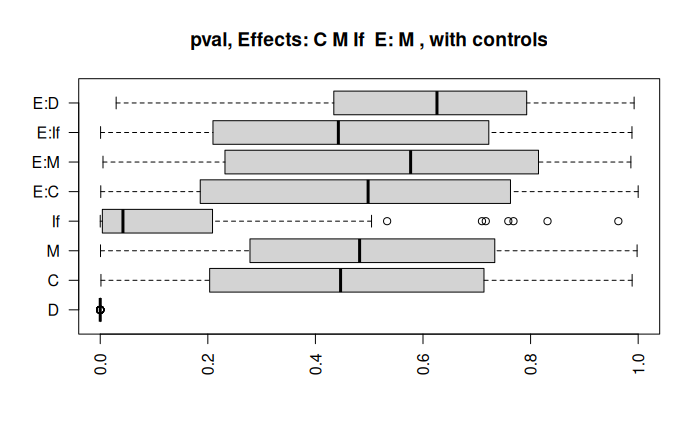 pval, Effects: C M If  E: M , with controls
E:D
E:If
E:M
E:C
If
M
C
D
0.0
0.2
0.4
0.6
0.8
1.0